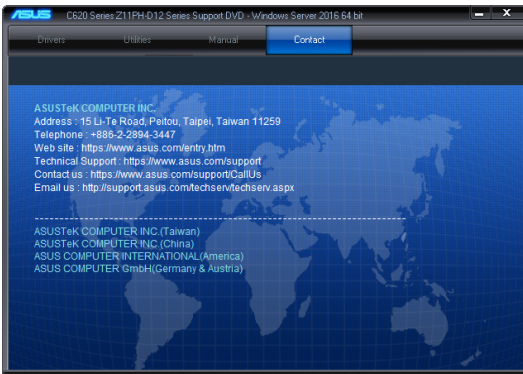 ASUS C620 Series Z11PH-D12 Series Support DVD - Windows Server 2016 64 bit
Drivers Utilities Manual Contact
ASUSTeK COMPUTER INC.
Address : 15 Li-Te Road, Peitou, Taipei, Taiwan 11259
Telephone : +886-2-2894-3447
Web site : https://www.asus.com/entry.htm
Technical Support : https://www.asus.com/support
Contact us : https://www.asus.com/support/CallUs
Email us : http://support.asus.com/techserv/techserv.aspx
ASUSTeK COMPUTER INC.(Taiwan)
ASUSTeK COMPUTER INC.(China)
ASUS COMPUTER INTERNATIONAL(America)
ASUS COMPUTER GmbH(Germany & Austria)